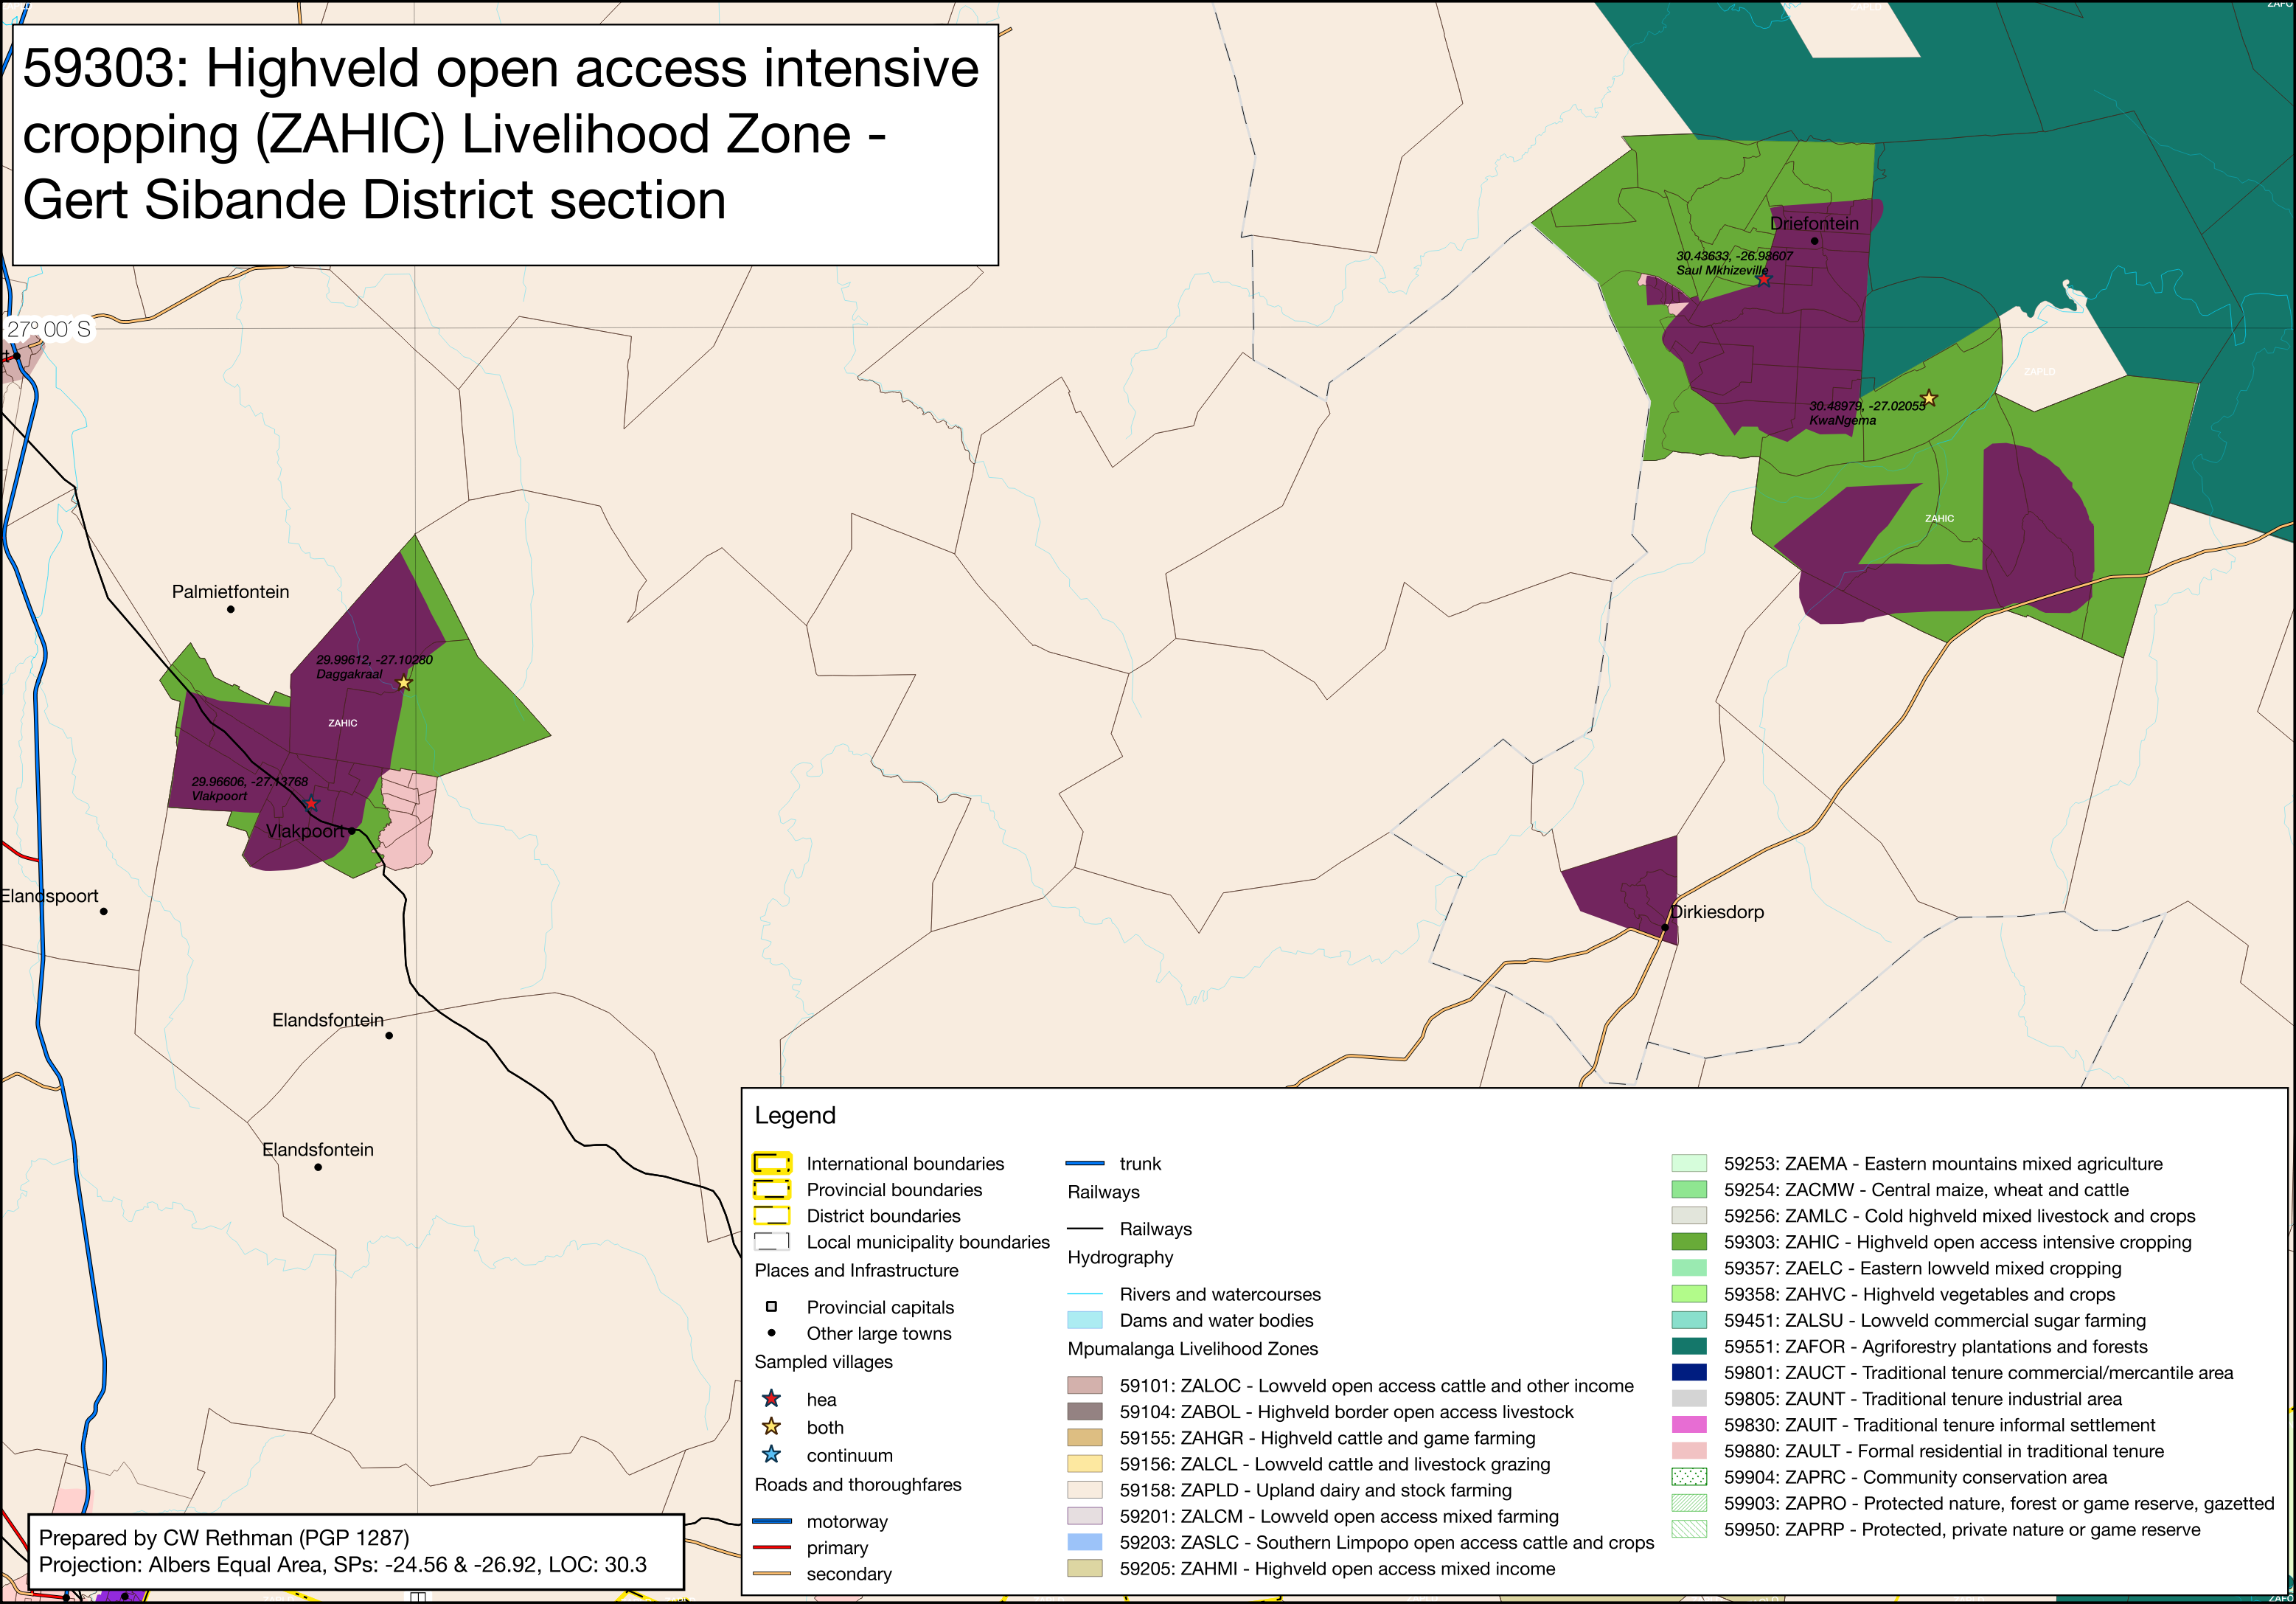 59303: Highveld open access intensive
cropping (ZAHIC) Livelihood Zone -
Gert Sibande District section
ZAPLD
27° 00' S
Driefontein
30.43633, -26.98607
Saul Mkhizeville
ZAPLD
30.48979, -27.02055
KwaNgema
ZAHIC
Palmietfontein
29.99612, -27.10280
Daggakraal
ZAHIC
29.96606, -27.13768
Vlakpoort
Vlakpoort
Elandspoort
Dirkiesdorp
Elandsfontein
Elandsfontein
Legend
International boundaries
Provincial boundaries
District boundaries
Local municipality boundaries
Places and Infrastructure
Provincial capitals
Other large towns
Sampled villages
hea
both
continuum
Roads and thoroughfares
motorway
primary
secondary
trunk
Railways
Railways
Hydrography
Rivers and watercourses
Dams and water bodies
Mpumalanga Livelihood Zones
59101: ZALOC - Lowveld open access cattle and other income
59104: ZABOL - Highveld border open access livestock
59155: ZAHGR - Highveld cattle and game farming
59156: ZALCL - Lowveld cattle and livestock grazing
59158: ZAPLD - Upland dairy and stock farming
59201: ZALCM - Lowveld open access mixed farming
59203: ZASLC - Southern Limpopo open access cattle and crops
59205: ZAHMI - Highveld open access mixed income
59253: ZAEMA - Eastern mountains mixed agriculture
59254: ZACMW - Central maize, wheat and cattle
59256: ZAMLC - Cold highveld mixed livestock and crops
59303: ZAHIC - Highveld open access intensive cropping
59357: ZAELC - Eastern lowveld mixed cropping
59358: ZAHVC - Highveld vegetables and crops
59451: ZALSU - Lowveld commercial sugar farming
59551: ZAFOR - Agriforestry plantations and forests
59801: ZAUCT - Traditional tenure commercial/mercantile area
59805: ZAUNT - Traditional tenure industrial area
59830: ZAUIT - Traditional tenure informal settlement
59880: ZAULT - Formal residential in traditional tenure
59904: ZAPRC - Community conservation area
59903: ZAPRO - Protected nature, forest or game reserve, gazetted
59950: ZAPRP - Protected, private nature or game reserve
Prepared by CW Rethman (PGP 1287)
Projection: Albers Equal Area, SPs: -24.56 & -26.92, LOC: 30.3